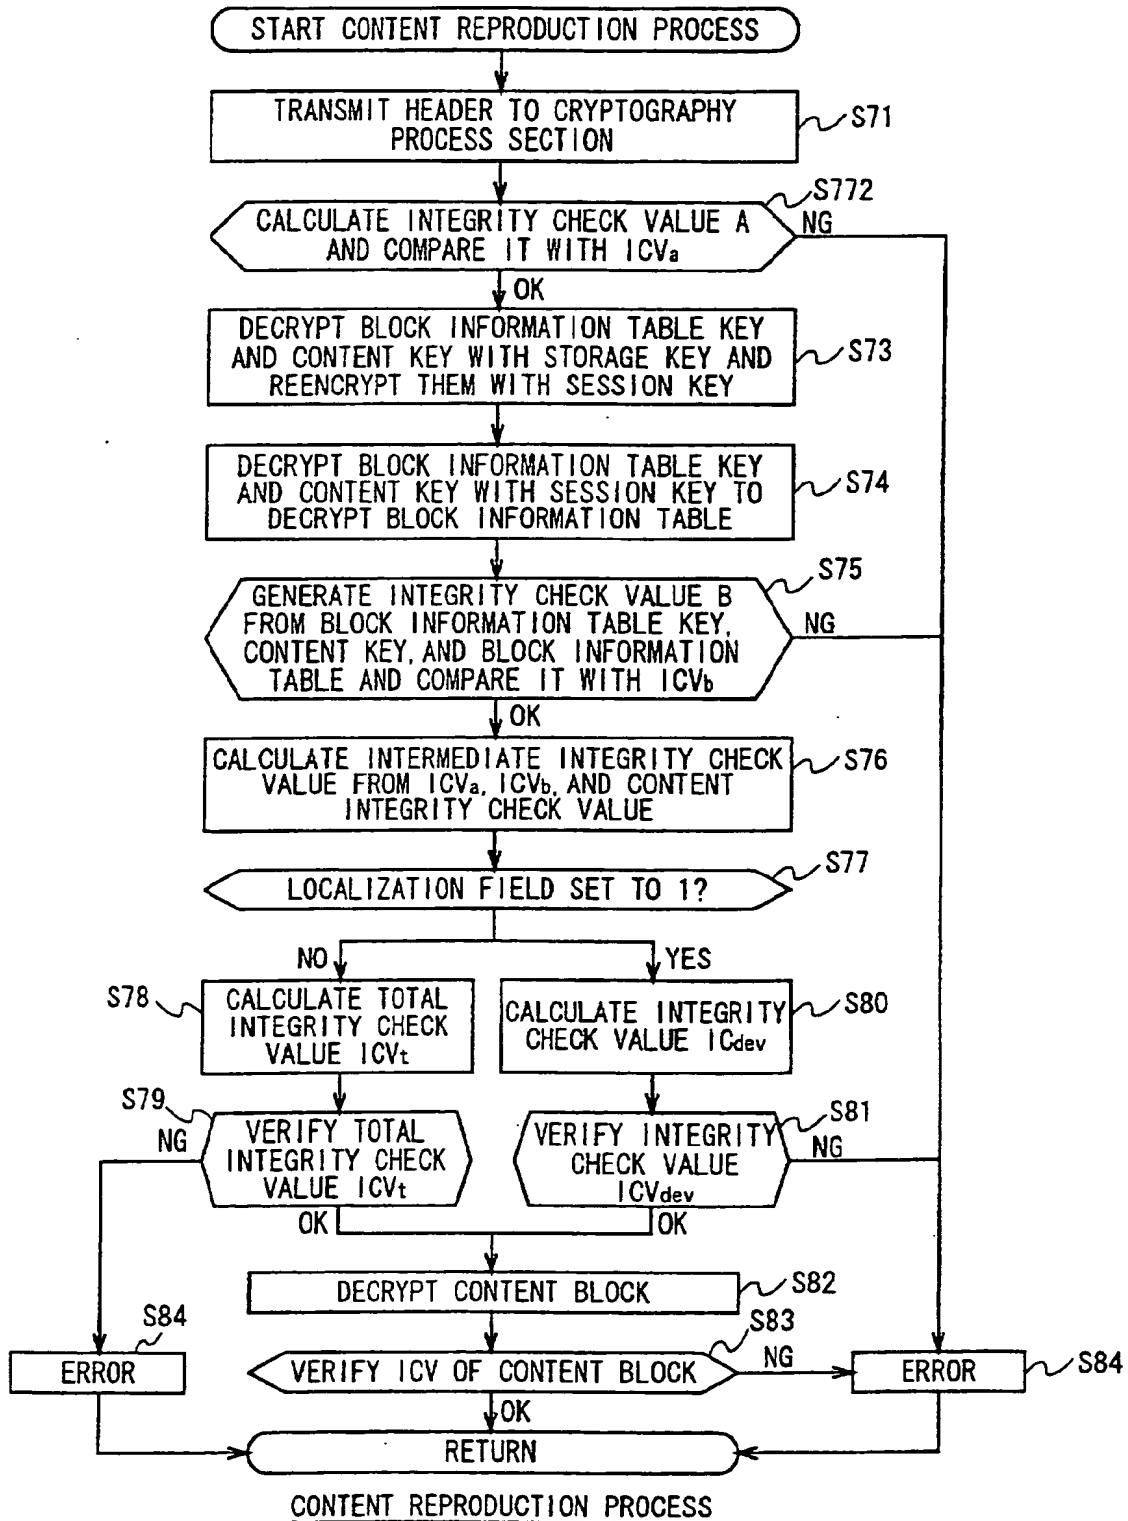 START CONTENT REPRODUCTION PROCESS
TRANSMIT HEADER TO CRYPTOGRAPHY
PROCESS SECTION
S71
S772
CALCULATE INTEGRITY CHECK VALUE A
AND COMPARE IT WITH ICVa
NG
OK
DECRYPT BLOCK INFORMATION TABLE KEY
AND CONTENT KEY WITH STORAGE KEY AND
REENCRYPT THEM WITH SESSION KEY
S73
DECRYPT BLOCK INFORMATION TABLE KEY
AND CONTENT KEY WITH SESSION KEY TO
DECRYPT BLOCK INFORMATION TABLE
S74
S75
GENERATE INTEGRITY CHECK VALUE B
FROM BLOCK INFORMATION TABLE KEY,
CONTENT KEY, AND BLOCK INFORMATION
TABLE AND COMPARE IT WITH ICVb
NG
OK
CALCULATE INTERMEDIATE INTEGRITY CHECK
VALUE FROM ICVa, ICVb, AND CONTENT
INTEGRITY CHECK VALUE
S76
S77
LOCALIZATION FIELD SET TO 1?
NO
YES
S78
CALCULATE TOTAL
INTEGRITY CHECK
VALUE ICVt
CALCULATE INTEGRITY
CHECK VALUE ICdev
S80
S79
NG
VERIFY TOTAL
INTEGRITY CHECK
VALUE ICVt
OK
S81
VERIFY INTEGRITY
CHECK VALUE
ICVdev
NG
OK
DECRYPT CONTENT BLOCK
S82
S83
VERIFY ICV OF CONTENT BLOCK
NG
OK
S84
ERROR
ERROR
S84
RETURN
CONTENT REPRODUCTION PROCESS